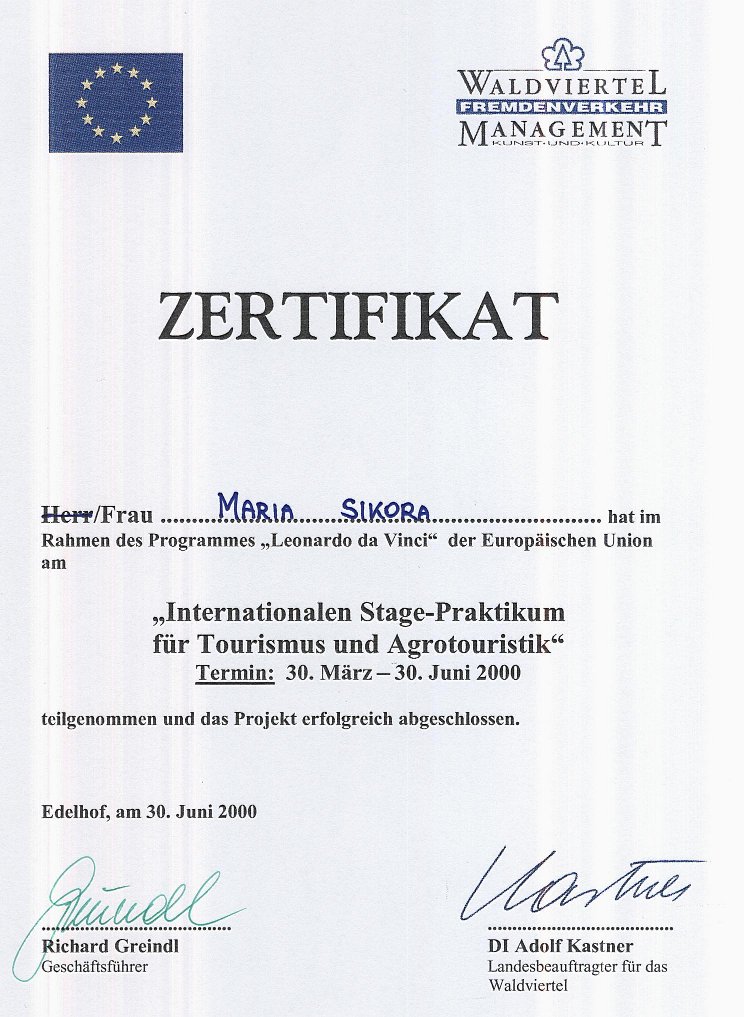 WALDVIERTEL
FREMDENVERKEHR
MANAGEMENT
KUNST·UND·KULTUR
ZERTIFIKAT
Herr/Frau ........ MARIA SIKORA ........ hat im
Rahmen des Programmes „Leonardo da Vinci“ der Europäischen Union
am
„Internationalen Stage-Praktikum
für Tourismus und Agrotouristik“
Termin: 30. März – 30. Juni 2000
teilgenommen und das Projekt erfolgreich abgeschlossen.
Edelhof, am 30. Juni 2000
Greindl
Kastner
Richard Greindl
Geschäftsführer
DI Adolf Kastner
Landesbeauftragter für das
Waldviertel